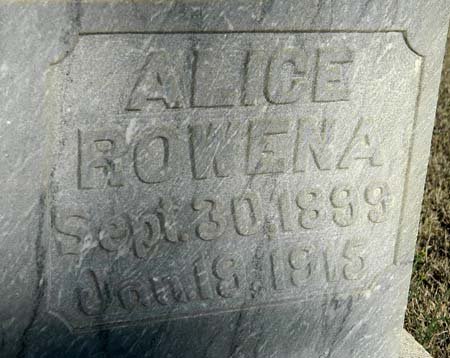 ALICE
ROWENA
Sept. 30, 1899
Jan. 18, 1915